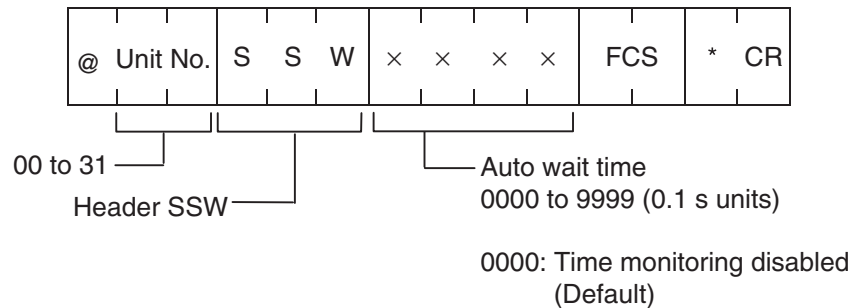 @ Unit No. S S W × × × × FCS * CR
00 to 31
Header SSW
Auto wait time
0000 to 9999 (0.1 s units)
0000: Time monitoring disabled
(Default)